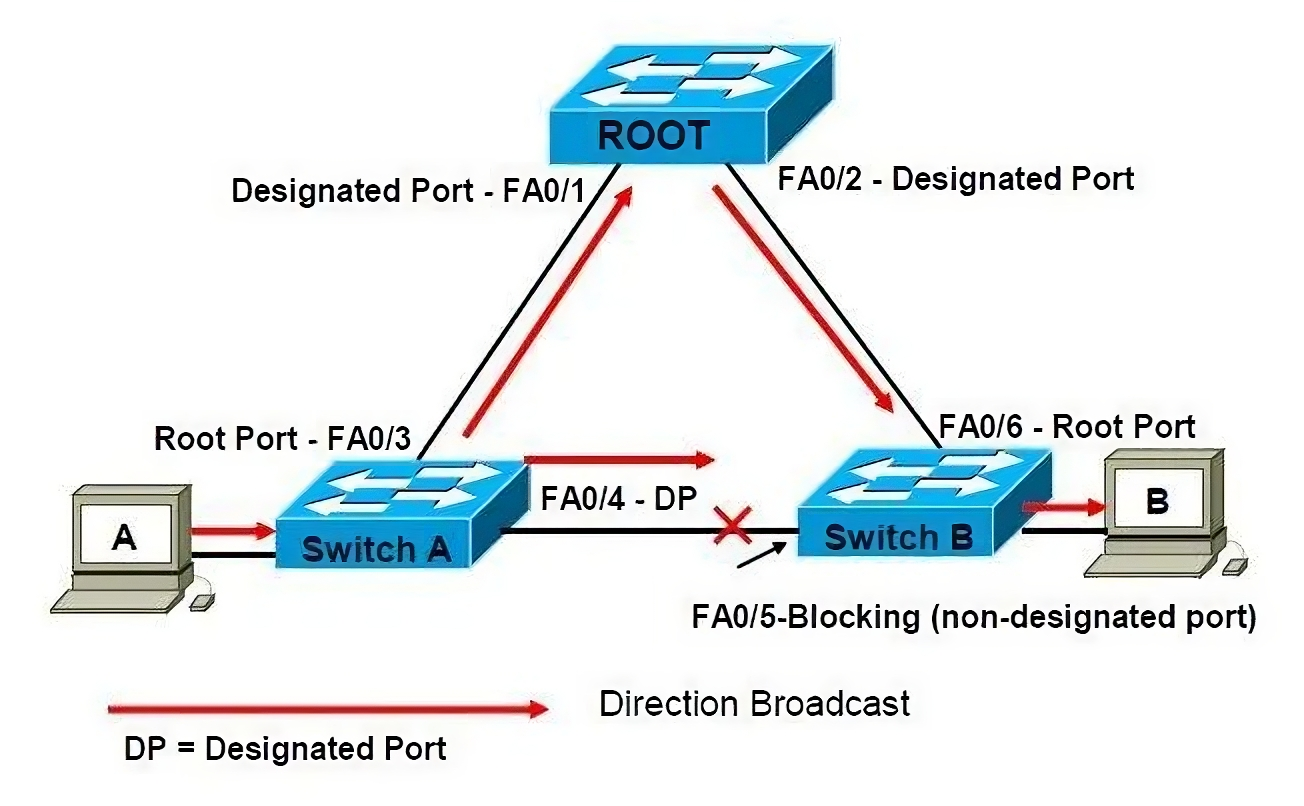 ROOT
Designated Port - FA0/1
FA0/2 - Designated Port
Root Port - FA0/3
FA0/6 - Root Port
A
Switch A
FA0/4 - DP
Switch B
B
FA0/5-Blocking (non-designated port)
Direction Broadcast
DP = Designated Port